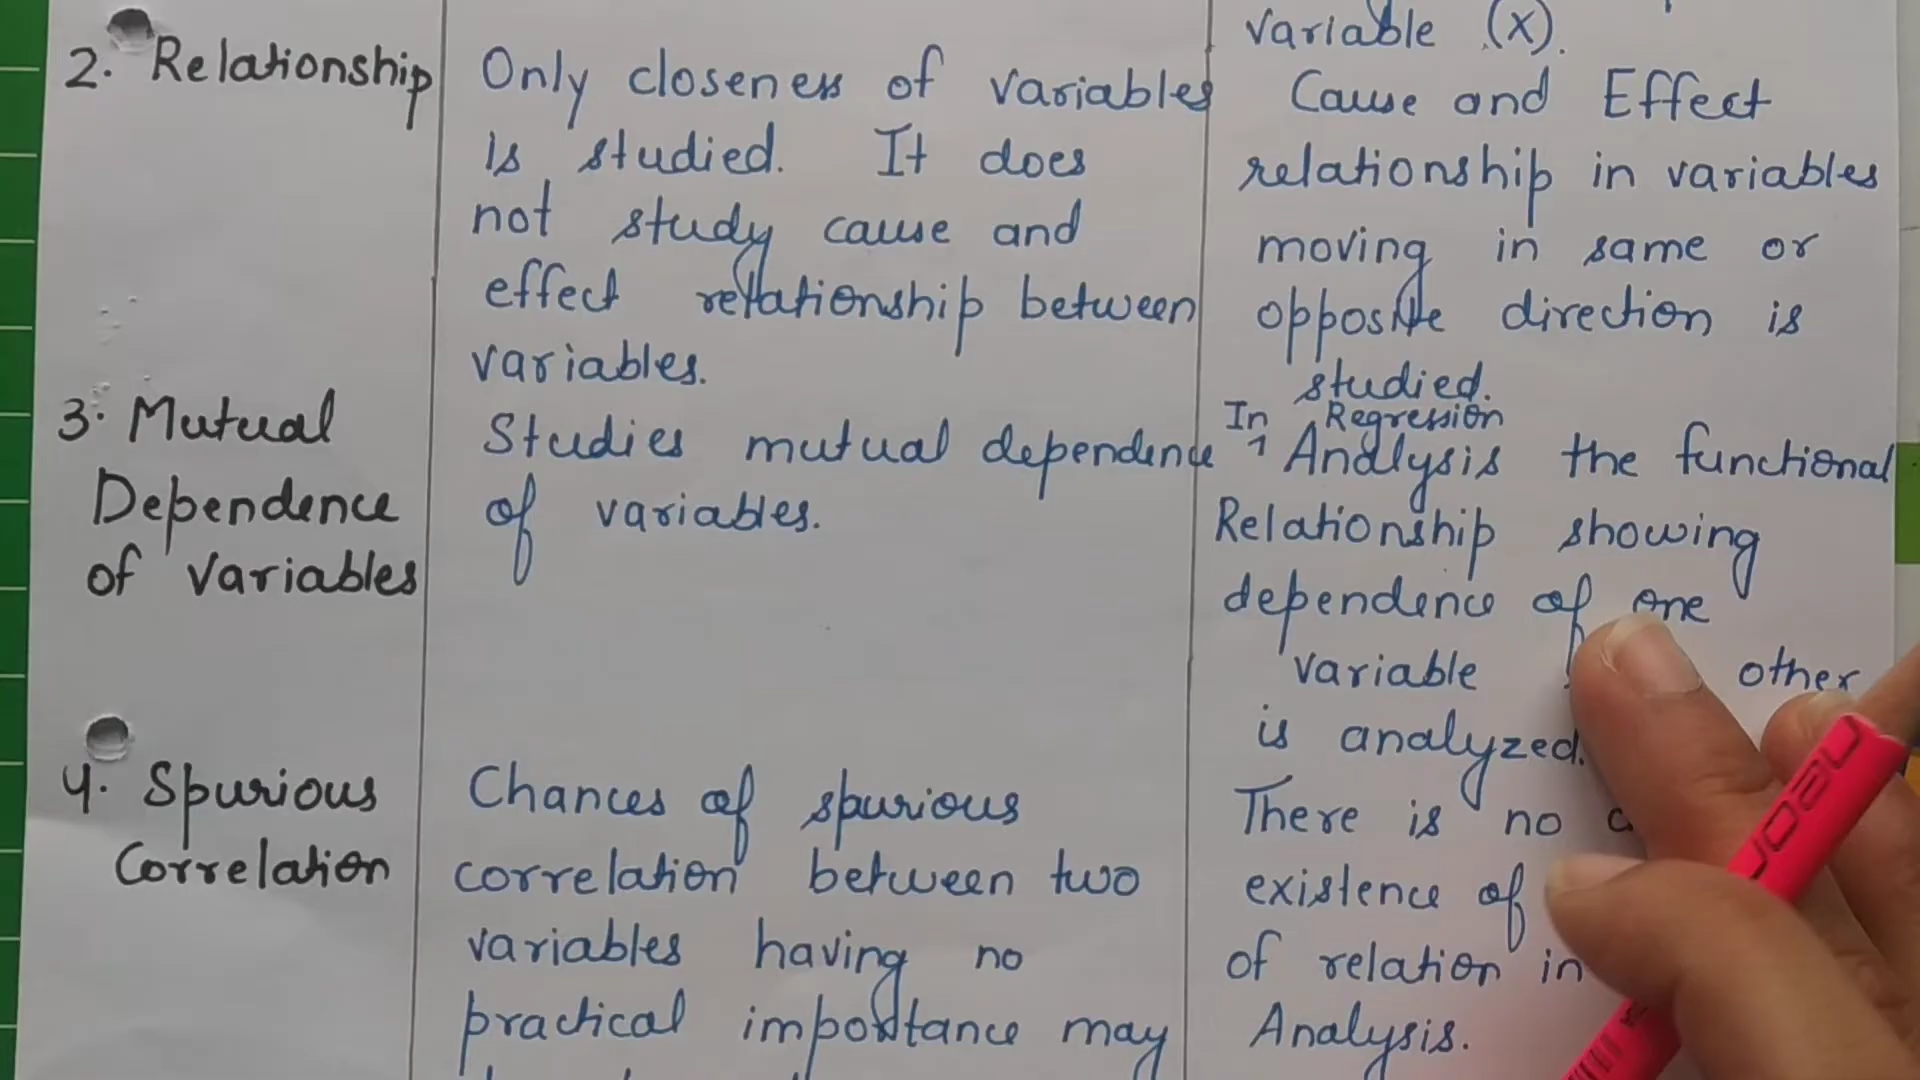 variable (X).
2. Relationship
Only closeness of variables
is studied. It does
not study cause and
effect relationship between
variables.
Cause and Effect
relationship in variables
moving in same or
opposite direction is
studied.
3. Mutual
Dependence
of variables
Studies mutual dependence
of variables.
In Regression
Analysis the functional
Relationship showing
dependence of one
variable other
is analyzed.
4. Spurious
Correlation
Chances of spurious
correlation between two
variables having no
practical importance may
There is no
existence of
of relation in
Analysis.